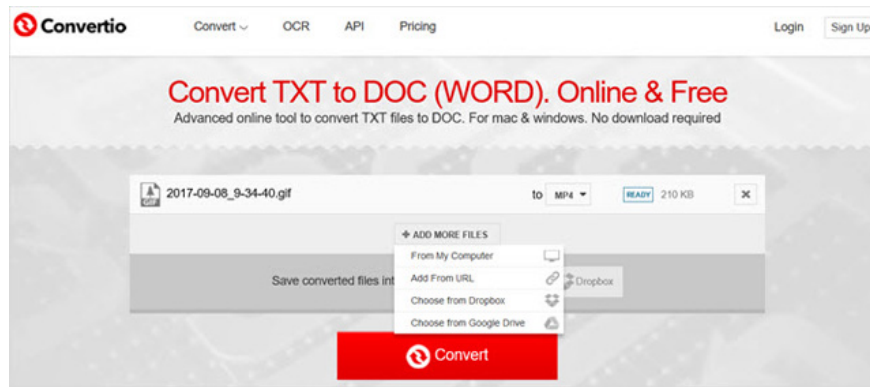 Convertio Convert OCR API Pricing Login Sign Up
Convert TXT to DOC (WORD). Online & Free
Advanced online tool to convert TXT files to DOC. For mac & windows. No download required
GIF 2017-09-08_9-34-40.gif to MP4 READY 210 KB
+ ADD MORE FILES
From My Computer
Save converted files int Add From URL Dropbox
Choose from Dropbox
Choose from Google Drive
Convert